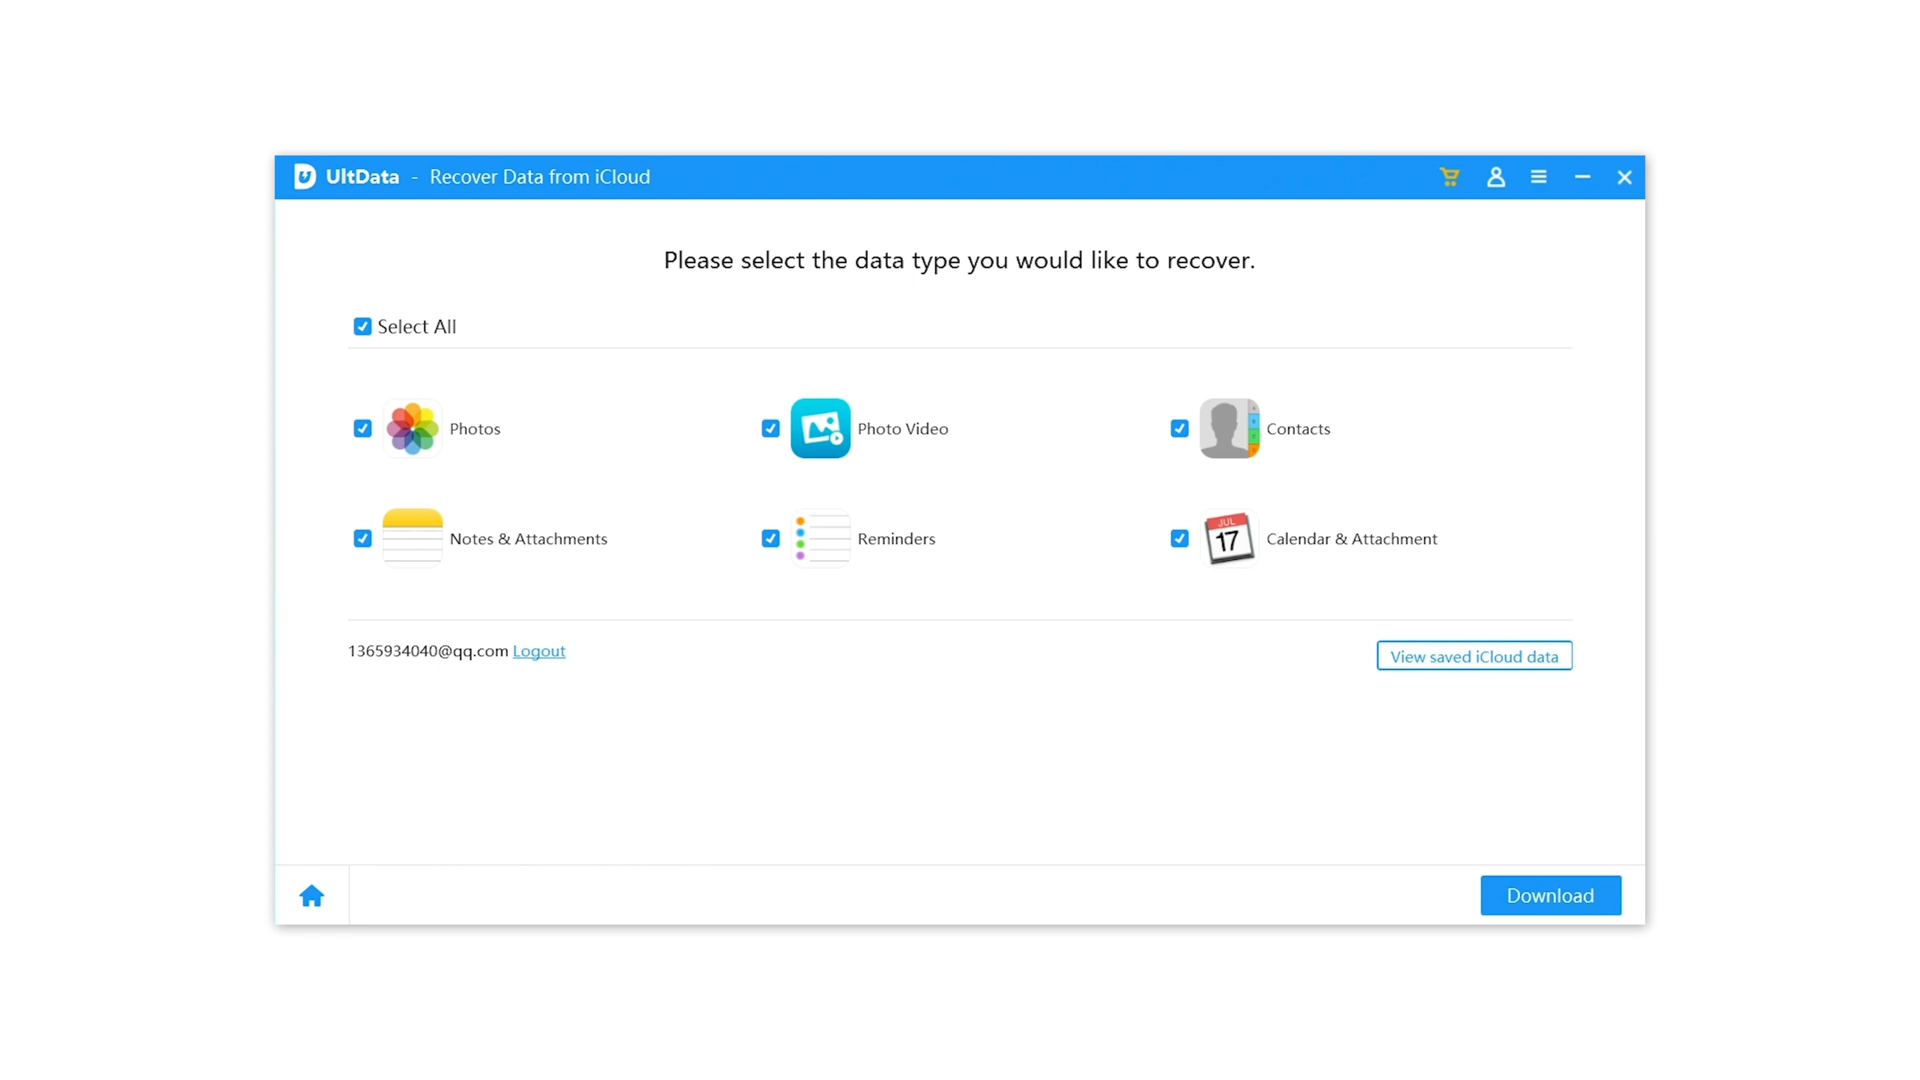 UltData - Recover Data from iCloud
Please select the data type you would like to recover.
Select All
Photos
Photo Video
Contacts
Notes & Attachments
Reminders
JUL
17
Calendar & Attachment
1365934040@qq.com Logout
View saved iCloud data
Download